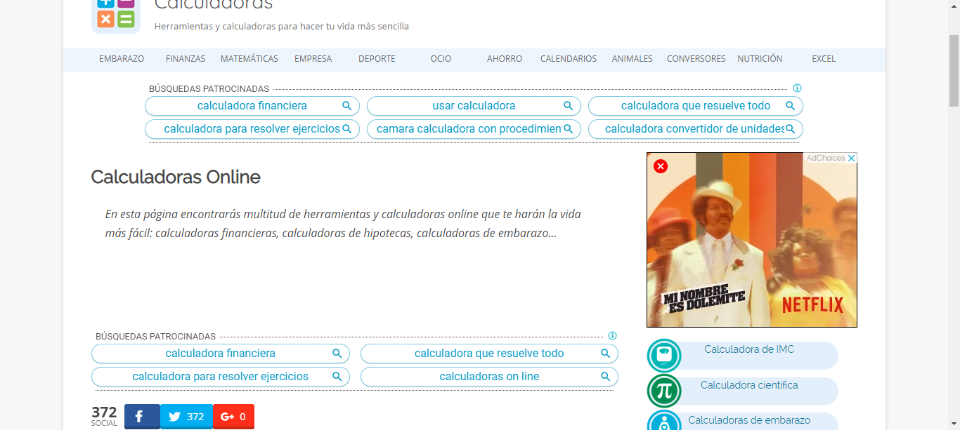 Calculadoras
Herramientas y calculadoras para hacer tu vida más sencilla
EMBARAZO FINANZAS MATEMÁTICAS EMPRESA DEPORTE OCIO AHORRO CALENDARIOS ANIMALES CONVERSORES NUTRICIÓN EXCEL
BÚSQUEDAS PATROCINADAS
calculadora financiera usar calculadora calculadora que resuelve todo
calculadora para resolver ejercicios camara calculadora con procedimien calculadora convertidor de unidades
AdChoices
Calculadoras Online
En esta página encontrarás multitud de herramientas y calculadoras online que te harán la vida
más fácil: calculadoras financieras, calculadoras de hipotecas, calculadoras de embarazo...
MI NOMBRE
ES DOLEMITE
NETFLIX
BÚSQUEDAS PATROCINADAS
calculadora financiera calculadora que resuelve todo
calculadora para resolver ejercicios calculadoras on line
Calculadora de IMC
Calculadora científica
Calculadoras de embarazo
372
SOCIAL
372
G+ 0